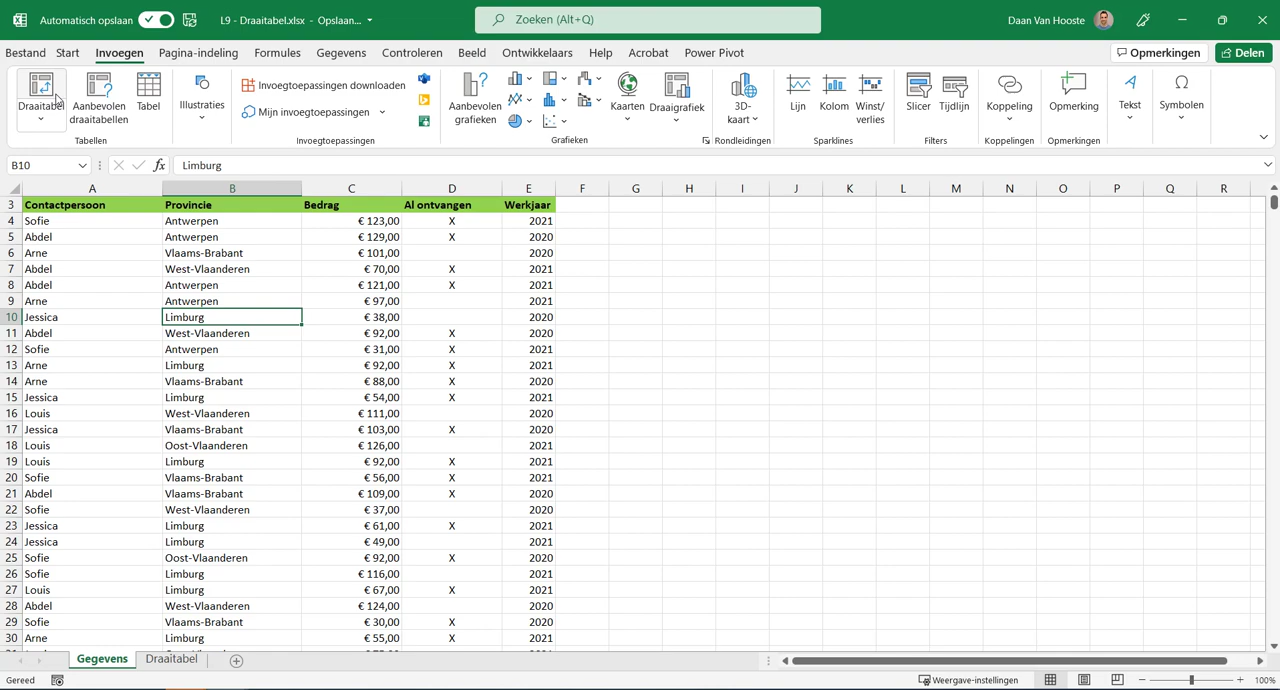 Automatisch opslaan L9 - Draaitabel.xlsx - Opslaan... Zoeken (Alt+Q) Daan Van Hooste
Bestand Start Invoegen Pagina-indeling Formules Gegevens Controleren Beeld Ontwikkelaars Help Acrobat Power Pivot Opmerkingen Delen
Draaitabel Aanbevolen draaitabellen Tabel Illustraties Invoegtoepassingen downloaden Mijn invoegtoepassingen Aanbevolen grafieken Kaarten Draaigrafiek 3D-kaart Lijn Kolom Winst/verlies Slicer Tijdlijn Koppeling Opmerking Tekst Symbolen
Tabellen Invoegtoepassingen Grafieken Rondleidingen Sparklines Filters Koppelingen Opmerkingen
B10 fx Limburg
A B C D E F G H I J K L M N O P Q R
3 Contactpersoon Provincie Bedrag Al ontvangen Werkjaar
4 Sofie Antwerpen € 123,00 X 2021
5 Abdel Antwerpen € 129,00 X 2020
6 Arne Vlaams-Brabant € 101,00 2020
7 Abdel West-Vlaanderen € 70,00 X 2021
8 Abdel Antwerpen € 121,00 X 2021
9 Arne Antwerpen € 97,00 2021
10 Jessica Limburg € 38,00 2020
11 Abdel West-Vlaanderen € 92,00 X 2020
12 Sofie Antwerpen € 31,00 X 2021
13 Arne Limburg € 92,00 X 2021
14 Arne Vlaams-Brabant € 88,00 X 2020
15 Jessica Limburg € 54,00 X 2021
16 Louis West-Vlaanderen € 111,00 2020
17 Jessica Vlaams-Brabant € 103,00 X 2020
18 Louis Oost-Vlaanderen € 126,00 2021
19 Louis Limburg € 92,00 X 2021
20 Sofie Vlaams-Brabant € 56,00 X 2021
21 Abdel Vlaams-Brabant € 109,00 X 2020
22 Sofie West-Vlaanderen € 37,00 2020
23 Jessica Limburg € 61,00 X 2021
24 Jessica Limburg € 49,00 2021
25 Sofie Oost-Vlaanderen € 92,00 X 2020
26 Sofie Limburg € 116,00 2021
27 Louis Limburg € 67,00 X 2021
28 Abdel West-Vlaanderen € 124,00 2020
29 Sofie Vlaams-Brabant € 30,00 X 2020
30 Arne Limburg € 55,00 X 2021
Gegevens Draaitabel
Gereed Weergave-instellingen 100%